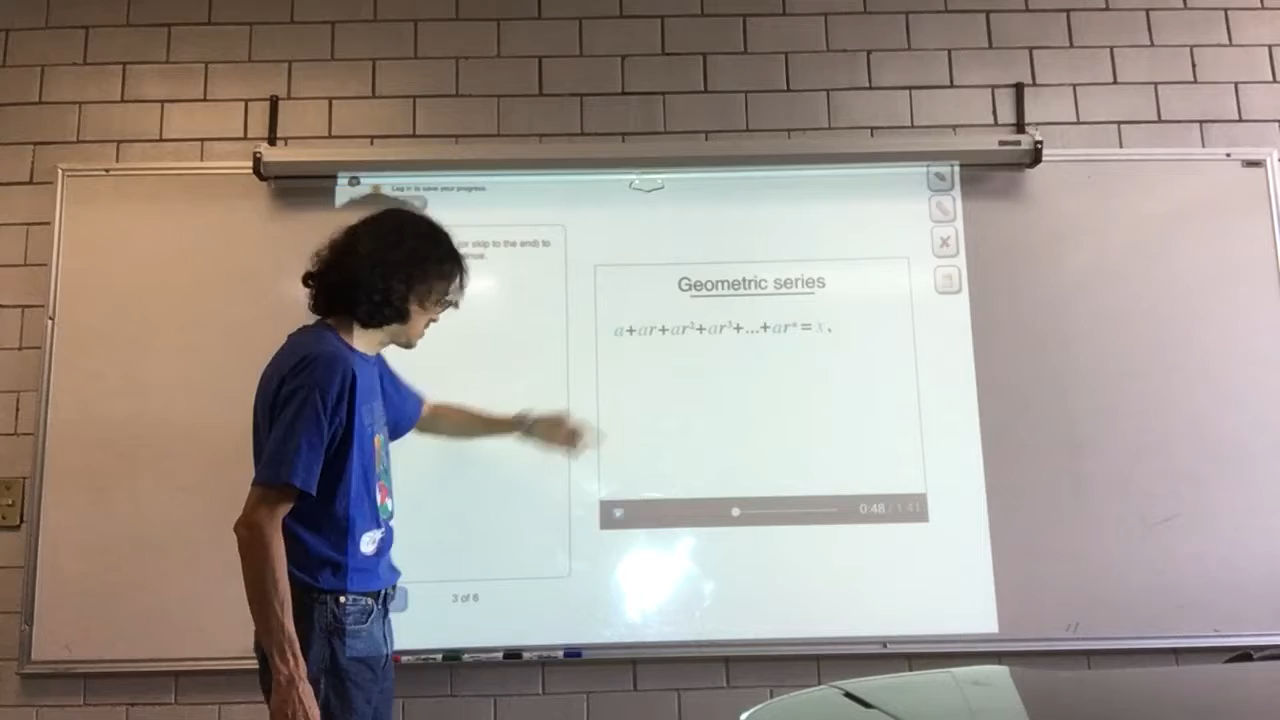 Log in to save your progress.
(or skip to the end) to
Geometric series
a+ar+ar²+ar³+...+arⁿ=x
0:48 / 1:41
3 of 6